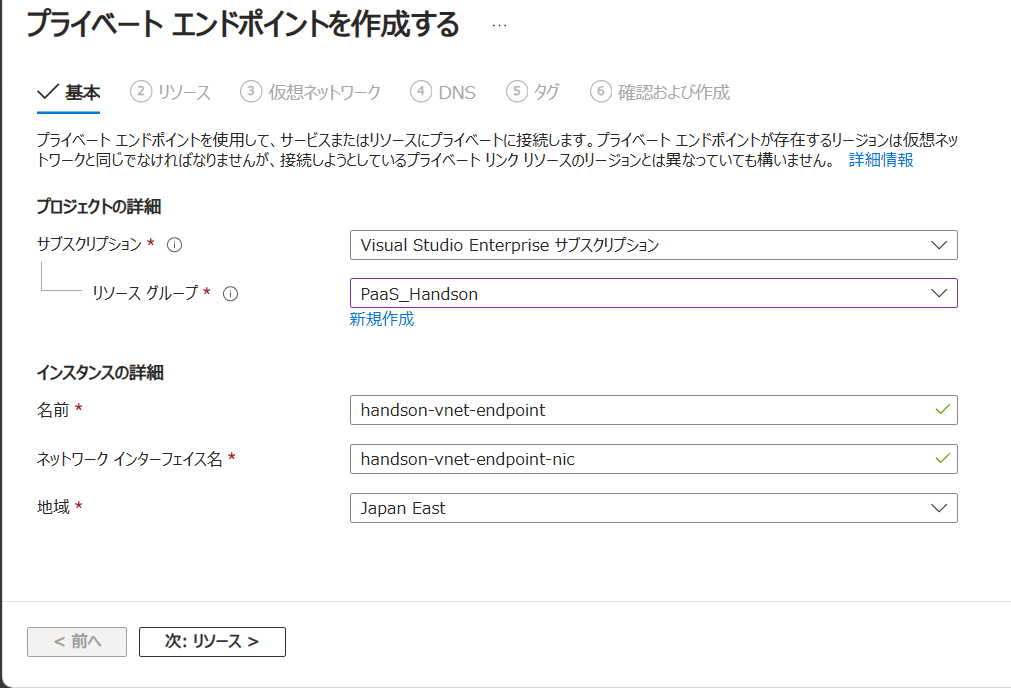 プライベート エンドポイントを作成する ...
基本 2 リソース 3 仮想ネットワーク 4 DNS 5 タグ 6 確認および作成
プライベート エンドポイントを使用して、サービスまたはリソースにプライベートに接続します。プライベート エンドポイントが存在するリージョンは仮想ネッ
トワークと同じでなければなりませんが、接続しようとしているプライベート リンク リソースのリージョンとは異なっていても構いません。 詳細情報
プロジェクトの詳細
サブスクリプション * Visual Studio Enterprise サブスクリプション
リソース グループ * PaaS_Handson
新規作成
インスタンスの詳細
名前 * handson-vnet-endpoint
ネットワーク インターフェイス名 * handson-vnet-endpoint-nic
地域 * Japan East
< 前へ 次: リソース >